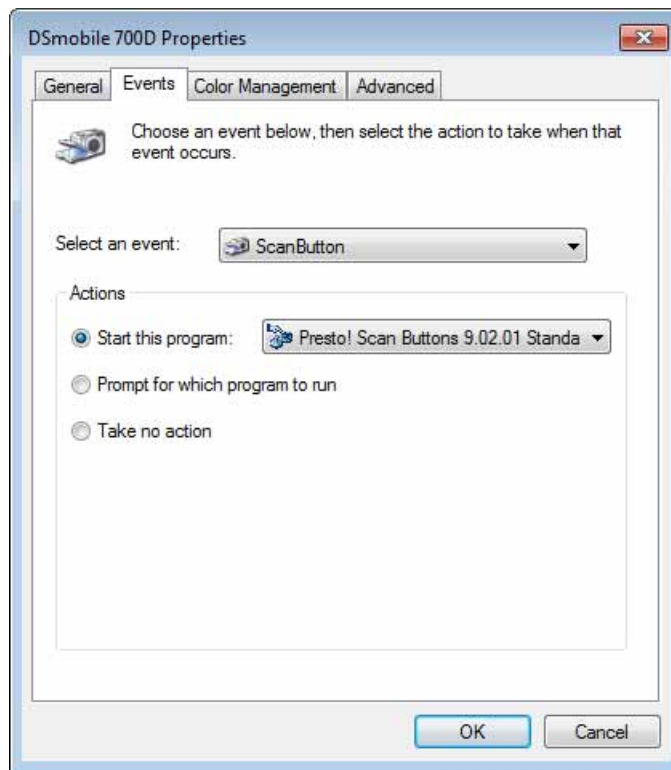 DSmobile 700D Properties
General Events Color Management Advanced
Choose an event below, then select the action to take when that
event occurs.
Select an event: ScanButton
Actions
Start this program: Presto! Scan Buttons 9.02.01 Standa
Prompt for which program to run
Take no action
OK Cancel